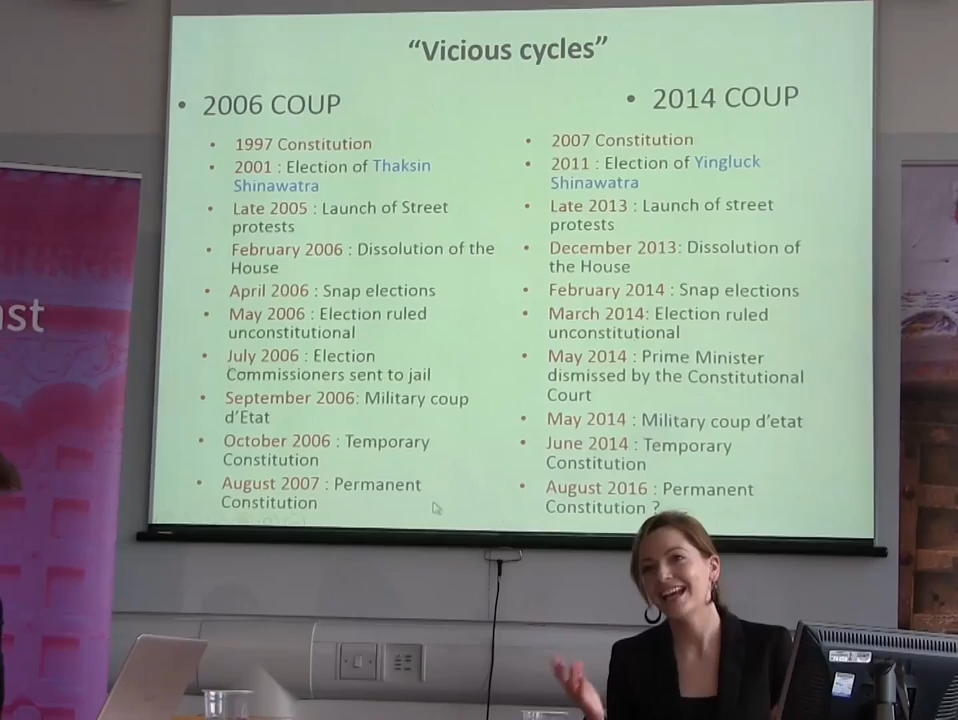 “Vicious cycles”
• 2006 COUP
• 1997 Constitution
• 2001 : Election of Thaksin
Shinawatra
• Late 2005 : Launch of Street
protests
• February 2006 : Dissolution of the
House
• April 2006 : Snap elections
• May 2006 : Election ruled
unconstitutional
• July 2006 : Election
Commissioners sent to jail
• September 2006: Military coup
d’Etat
• October 2006 : Temporary
Constitution
• August 2007 : Permanent
Constitution
• 2014 COUP
• 2007 Constitution
• 2011 : Election of Yingluck
Shinawatra
• Late 2013 : Launch of street
protests
• December 2013: Dissolution of
the House
• February 2014 : Snap elections
• March 2014: Election ruled
unconstitutional
• May 2014 : Prime Minister
dismissed by the Constitutional
Court
• May 2014 : Military coup d’etat
• June 2014 : Temporary
Constitution
• August 2016 : Permanent
Constitution ?